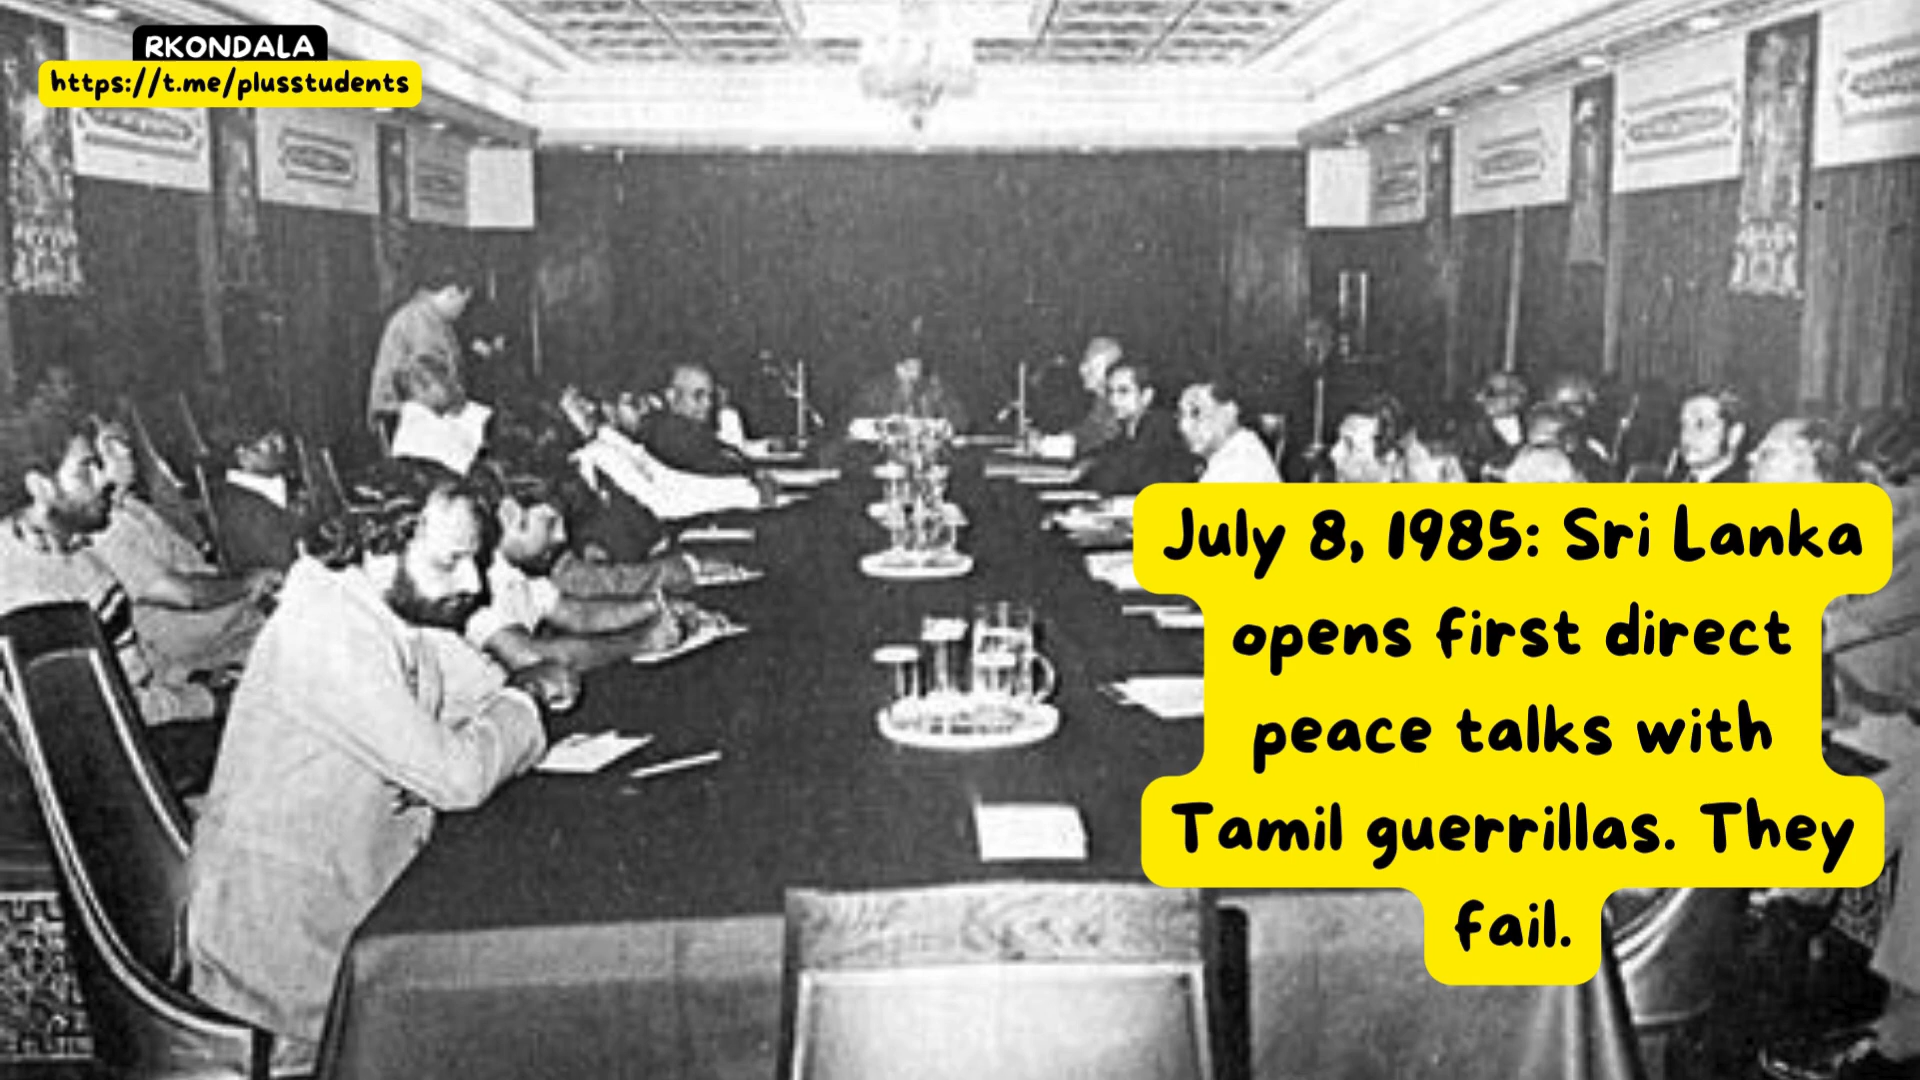 RKONDALA
https://t.me/plusstudents
July 8, 1985: Sri Lanka
opens first direct
peace talks with
Tamil guerrillas. They
fail.